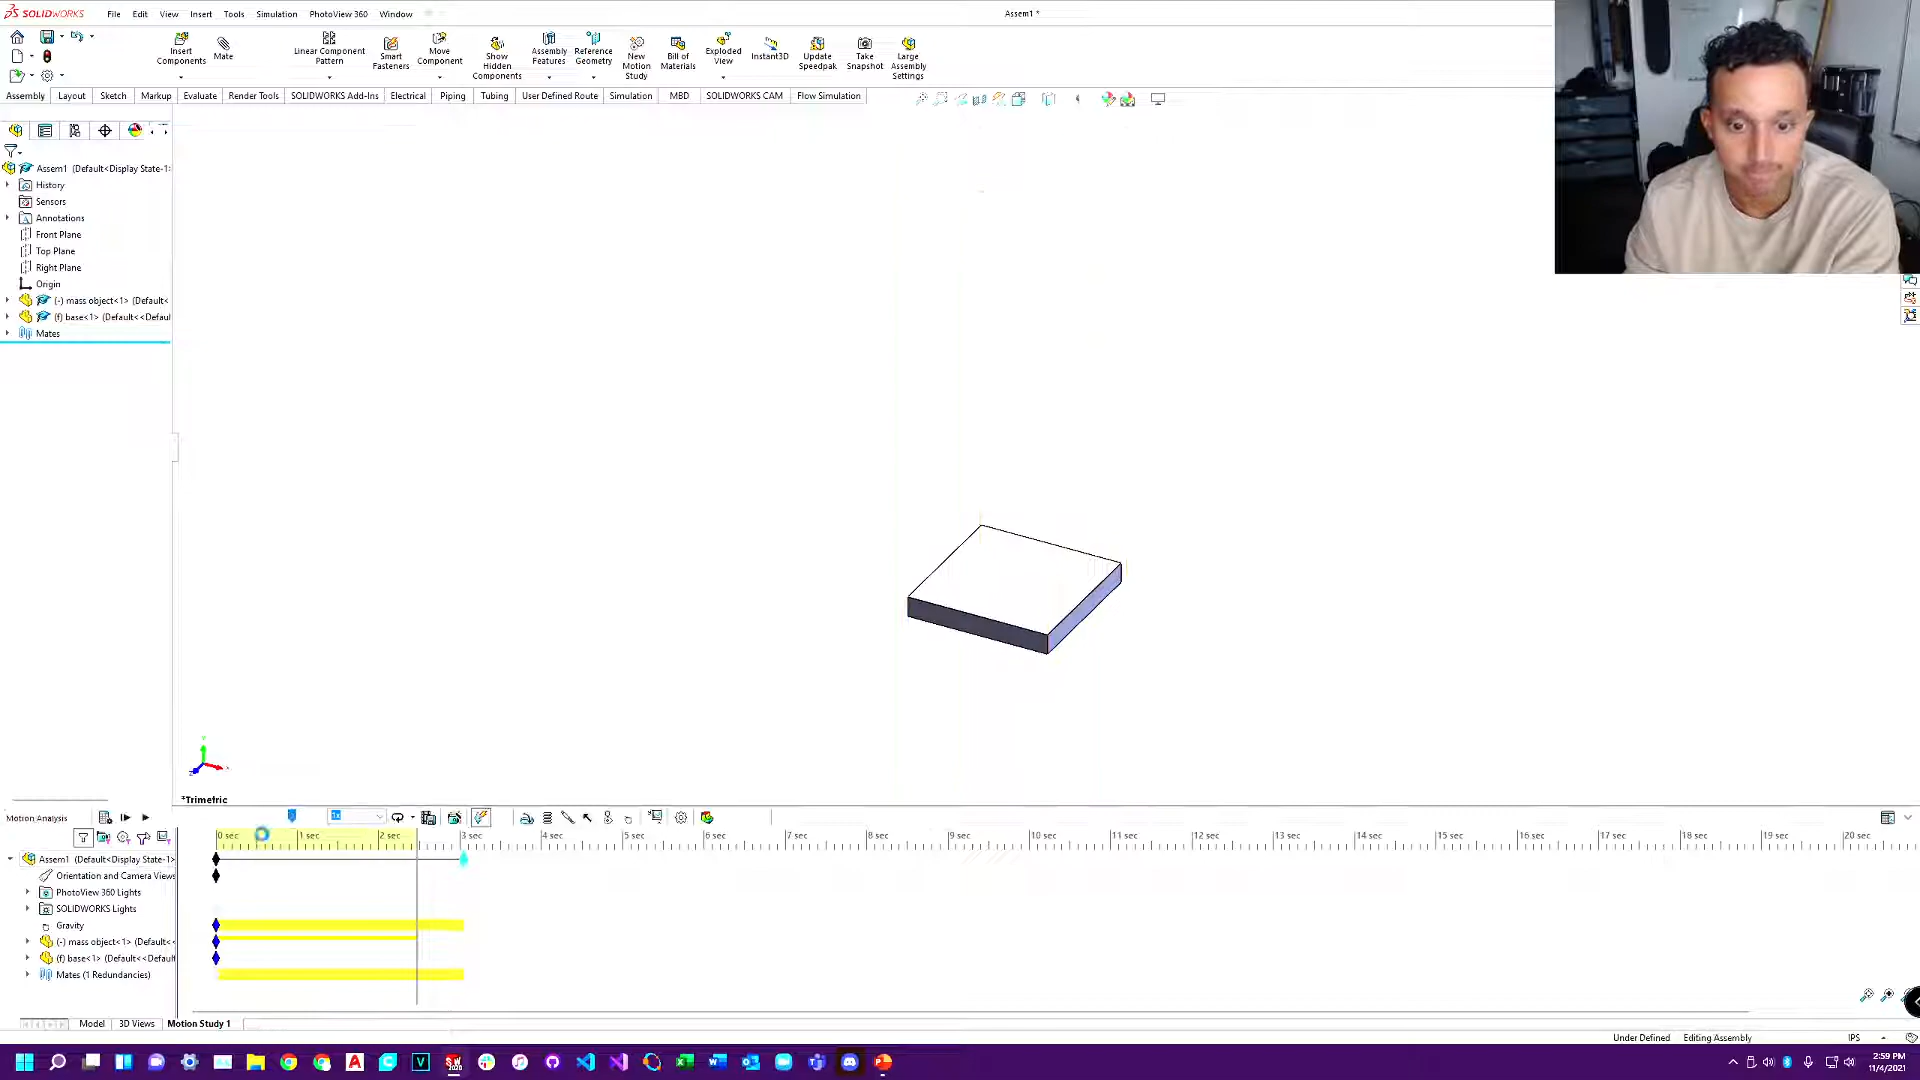 SOLIDWORKS File Edit View Insert Tools Simulation PhotoView 360 Window Assem1 *
Insert Components
Mate
Linear Component Pattern
Smart Fasteners
Move Component
Show Hidden Components
Assembly Features
Reference Geometry
New Motion Study
Bill of Materials
Exploded View
Instant3D
Update Speedpak
Take Snapshot
Large Assembly Settings
Assembly Layout Sketch Markup Evaluate Render Tools SOLIDWORKS Add-Ins Electrical Piping Tubing User Defined Route Simulation MBD SOLIDWORKS CAM Flow Simulation
Assem1 (Default<Display State-1>
History
Sensors
Annotations
Front Plane
Top Plane
Right Plane
Origin
(-) mass object<1> (Default<
(f) base<1> (Default<<Defaul
Mates
*Trimetric
Motion Analysis
0 sec 1 sec 2 sec 3 sec 4 sec 5 sec 6 sec 7 sec 8 sec 9 sec 10 sec 11 sec 12 sec 13 sec 14 sec 15 sec 16 sec 17 sec 18 sec 19 sec 20 sec
Assem1 (Default<Display State-1>
Orientation and Camera Views
PhotoView 360 Lights
SOLIDWORKS Lights
Gravity
(-) mass object<1> (Default<
(f) base<1> (Default<<Defaul
Mates (1 Redundancies)
Model 3D Views Motion Study 1
Under Defined Editing Assembly IPS
2:59 PM
11/4/2021